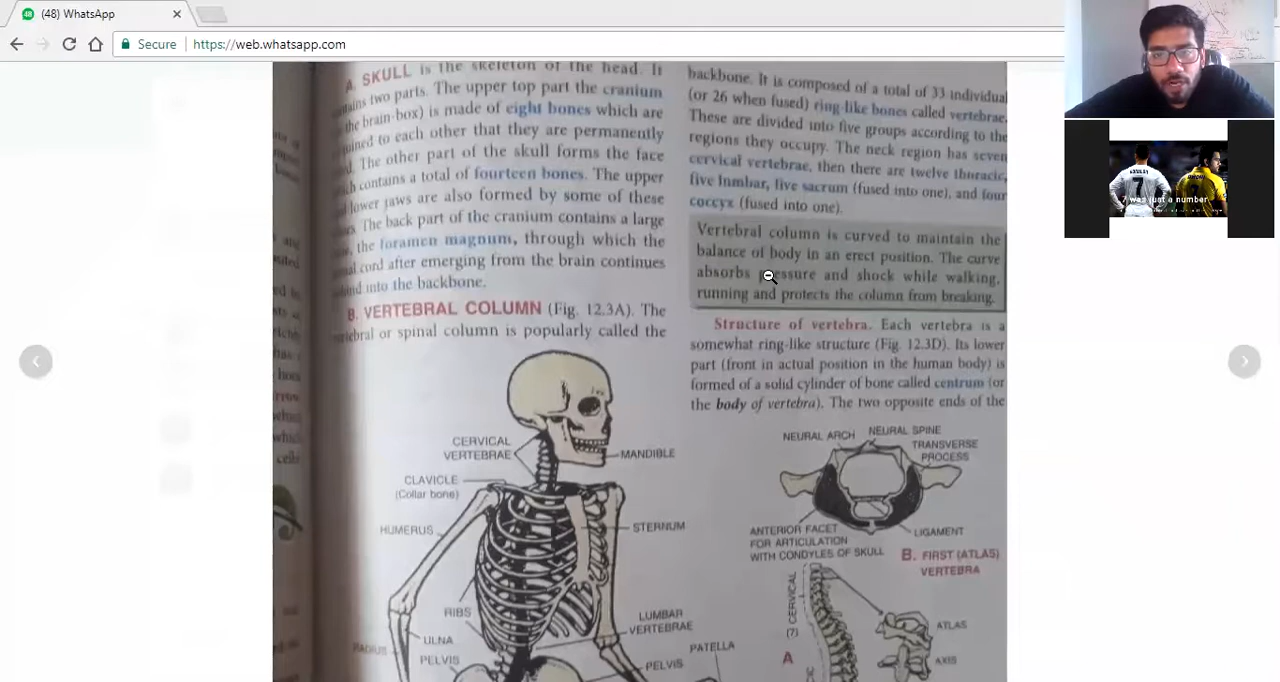 (48) WhatsApp
Secure
https://web.whatsapp.com
A. SKULL is the skeleton of the head. It
two parts. The upper top part the cranium
the brain-box) is made of eight bones which are
to each other that they are permanently
The other part of the skull forms the face
contains a total of fourteen bones. The upper
lower jaws are also formed by some of these
The back part of the cranium contains a large
the foramen magnum, through which the
cord after emerging from the brain continues
into the backbone.
B. VERTEBRAL COLUMN (Fig. 12.3A). The
or spinal column is popularly called the
CERVICAL
VERTEBRAE
MANDIBLE
CLAVICLE
(Collar bone)
HUMERUS
STERNUM
RIBS
LUMBAR
VERTEBRAE
ULNA
RADIUS
PATELLA
PELVIS
PELVIS
backbone. It is composed of a total of 33 individual
(or 26 when fused) ring-like bones called vertebrae.
These are divided into five groups according to the
regions they occupy. The neck region has seven
cervical vertebrae, then there are twelve thoracic,
five lumbar, five sacrum (fused into one), and four
coccyx (fused into one).
Vertebral column is curved to maintain the
balance of body in an erect position. The curve
absorbs pressure and shock while walking,
running and protects the column from breaking.
Structure of vertebra. Each vertebra is a
somewhat ring-like structure (Fig. 12.3D). Its lower
part (front in actual position in the human body) is
formed of a solid cylinder of bone called centrum (or
the body of vertebra). The two opposite ends of the
NEURAL ARCH
NEURAL SPINE
TRANSVERSE
PROCESS
ANTERIOR FACET
FOR ARTICULATION
WITH CONDYLES OF SKULL
LIGAMENT
B. FIRST (ATLAS)
VERTEBRA
CERVICAL
(7)
ATLAS
AXIS
A
7
7 was just a number